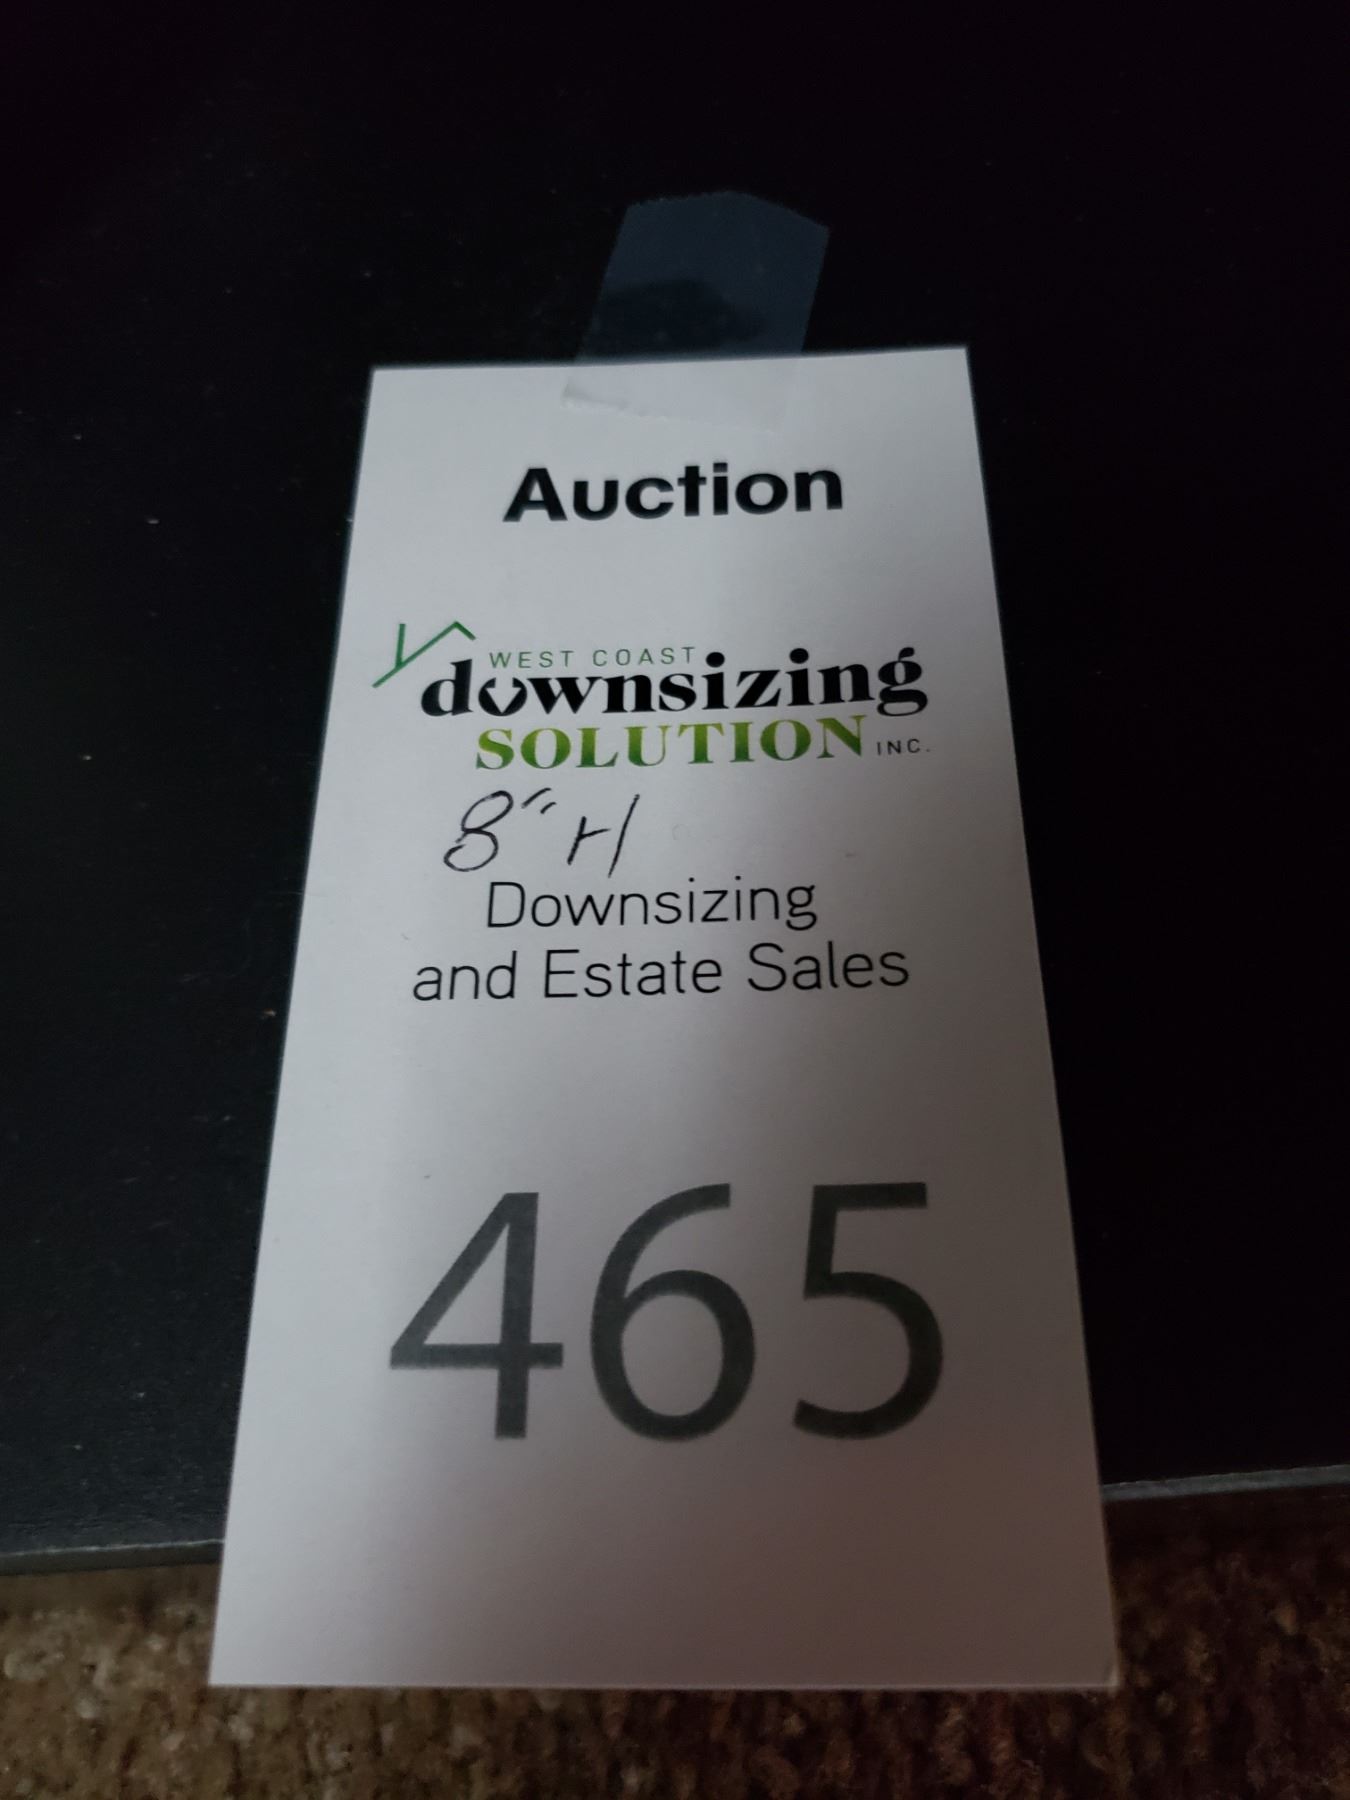 Auction
WEST COAST
downsizing
SOLUTION INC.
8" H
Downsizing
and Estate Sales
465